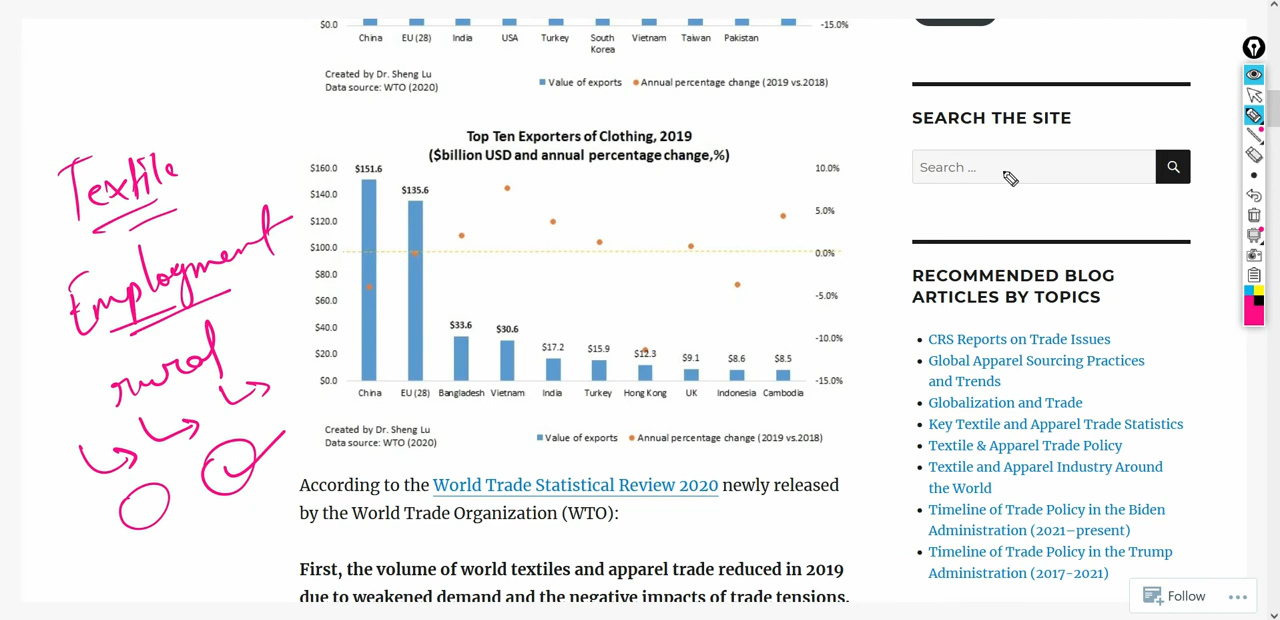 $0.0
-15.0%
China EU (28) India USA Turkey South Korea Vietnam Taiwan Pakistan
Created by Dr. Sheng Lu
Data source: WTO (2020)
Value of exports Annual percentage change (2019 vs.2018)
Top Ten Exporters of Clothing, 2019
($billion USD and annual percentage change,%)
$160.0
$140.0
$120.0
$100.0
$80.0
$60.0
$40.0
$20.0
$0.0
$151.6
$135.6
$33.6
$30.6
$17.2
$15.9
$12.3
$9.1
$8.6
$8.5
10.0%
5.0%
0.0%
-5.0%
-10.0%
-15.0%
China EU (28) Bangladesh Vietnam India Turkey Hong Kong UK Indonesia Cambodia
Created by Dr. Sheng Lu
Data source: WTO (2020)
Value of exports Annual percentage change (2019 vs.2018)
Textile
Employment
rural
According to the World Trade Statistical Review 2020 newly released
by the World Trade Organization (WTO):
First, the volume of world textiles and apparel trade reduced in 2019
due to weakened demand and the negative impacts of trade tensions.
SEARCH THE SITE
Search ...
RECOMMENDED BLOG
ARTICLES BY TOPICS
CRS Reports on Trade Issues
Global Apparel Sourcing Practices
and Trends
Globalization and Trade
Key Textile and Apparel Trade Statistics
Textile & Apparel Trade Policy
Textile and Apparel Industry Around
the World
Timeline of Trade Policy in the Biden
Administration (2021–present)
Timeline of Trade Policy in the Trump
Administration (2017-2021)
Follow